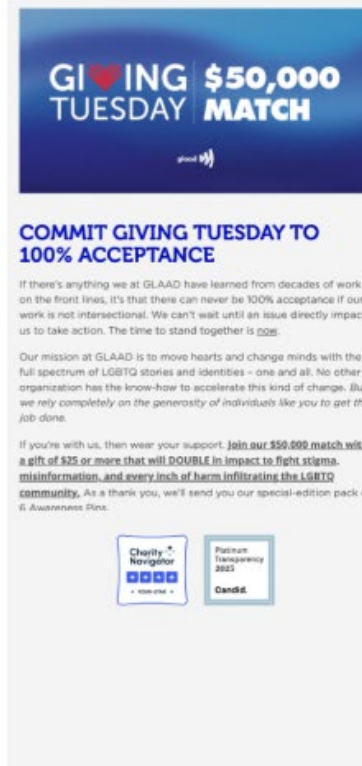 GIVING TUESDAY
$50,000 MATCH
glaad
COMMIT GIVING TUESDAY TO
100% ACCEPTANCE
If there's anything we at GLAAD have learned from decades of work
on the front lines, it's that there can never be 100% acceptance if our
work is not intersectional. We can't wait until an issue directly impac
us to take action. The time to stand together is now.
Our mission at GLAAD is to move hearts and change minds with the
full spectrum of LGBTQ stories and identities – one and all. No other
organization has the know-how to accelerate this kind of change. Bu
we rely completely on the generosity of individuals like you to get th
job done.
If you're with us, then wear your support. Join our $50,000 match wit
a gift of $25 or more that will DOUBLE in impact to fight stigma,
misinformation, and every inch of harm infiltrating the LGBTQ
community. As a thank you, we'll send you our special-edition pack
6 Awareness Pins.
Charity
Navigator
FOUR-STAR
Platinum
Transparency
2023
Candid.